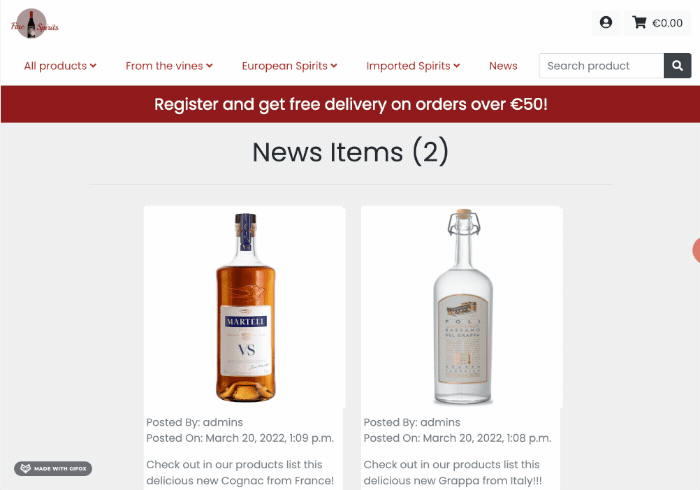 Fine Spirits
€0.00
All products
From the vines
European Spirits
Imported Spirits
News
Search product
Register and get free delivery on orders over €50!
News Items (2)
MARTELL
VS
POLI
BASSANO
DEL GRAPPA
Posted By: admins
Posted On: March 20, 2022, 1:09 p.m.
Check out in our products list this
delicious new Cognac from France!
Posted By: admins
Posted On: March 20, 2022, 1:08 p.m.
Check out in our products list this
delicious new Grappa from Italy!!!
MADE WITH GIFOX